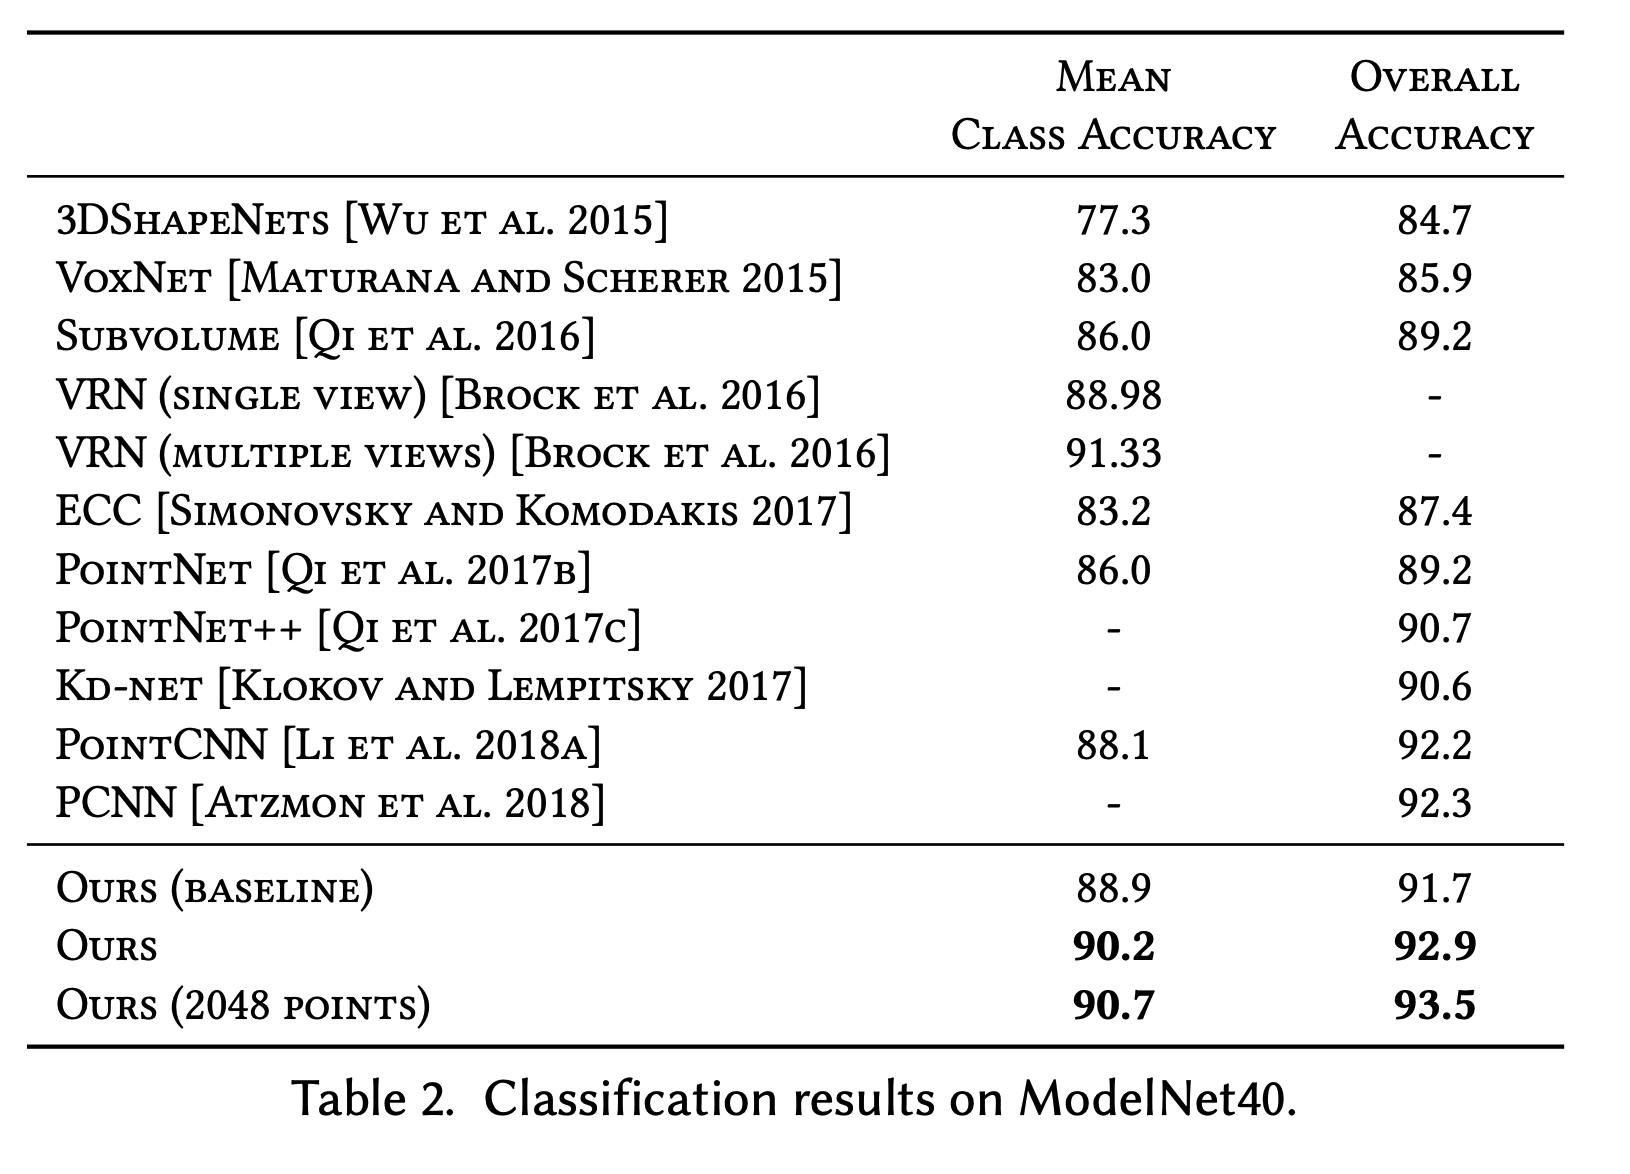 Mean Overall
Class Accuracy Accuracy
3DShapeNets [Wu et al. 2015] 77.3 84.7
VoxNet [Maturana and Scherer 2015] 83.0 85.9
Subvolume [Qi et al. 2016] 86.0 89.2
VRN (single view) [Brock et al. 2016] 88.98 -
VRN (multiple views) [Brock et al. 2016] 91.33 -
ECC [Simonovsky and Komodakis 2017] 83.2 87.4
PointNet [Qi et al. 2017b] 86.0 89.2
PointNet++ [Qi et al. 2017c] - 90.7
Kd-net [Klokov and Lempitsky 2017] - 90.6
PointCNN [Li et al. 2018a] 88.1 92.2
PCNN [Atzmon et al. 2018] - 92.3
Ours (baseline) 88.9 91.7
Ours 90.2 92.9
Ours (2048 points) 90.7 93.5
Table 2. Classification results on ModelNet40.